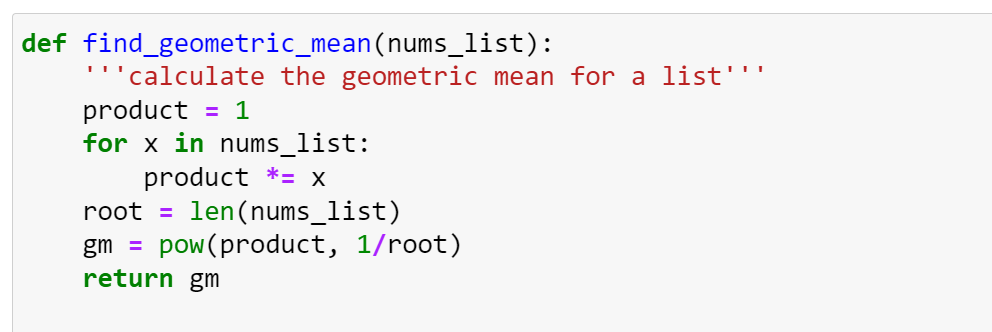 def find_geometric_mean(nums_list):
    '''calculate the geometric mean for a list'''
    product = 1
    for x in nums_list:
        product *= x
    root = len(nums_list)
    gm = pow(product, 1/root)
    return gm